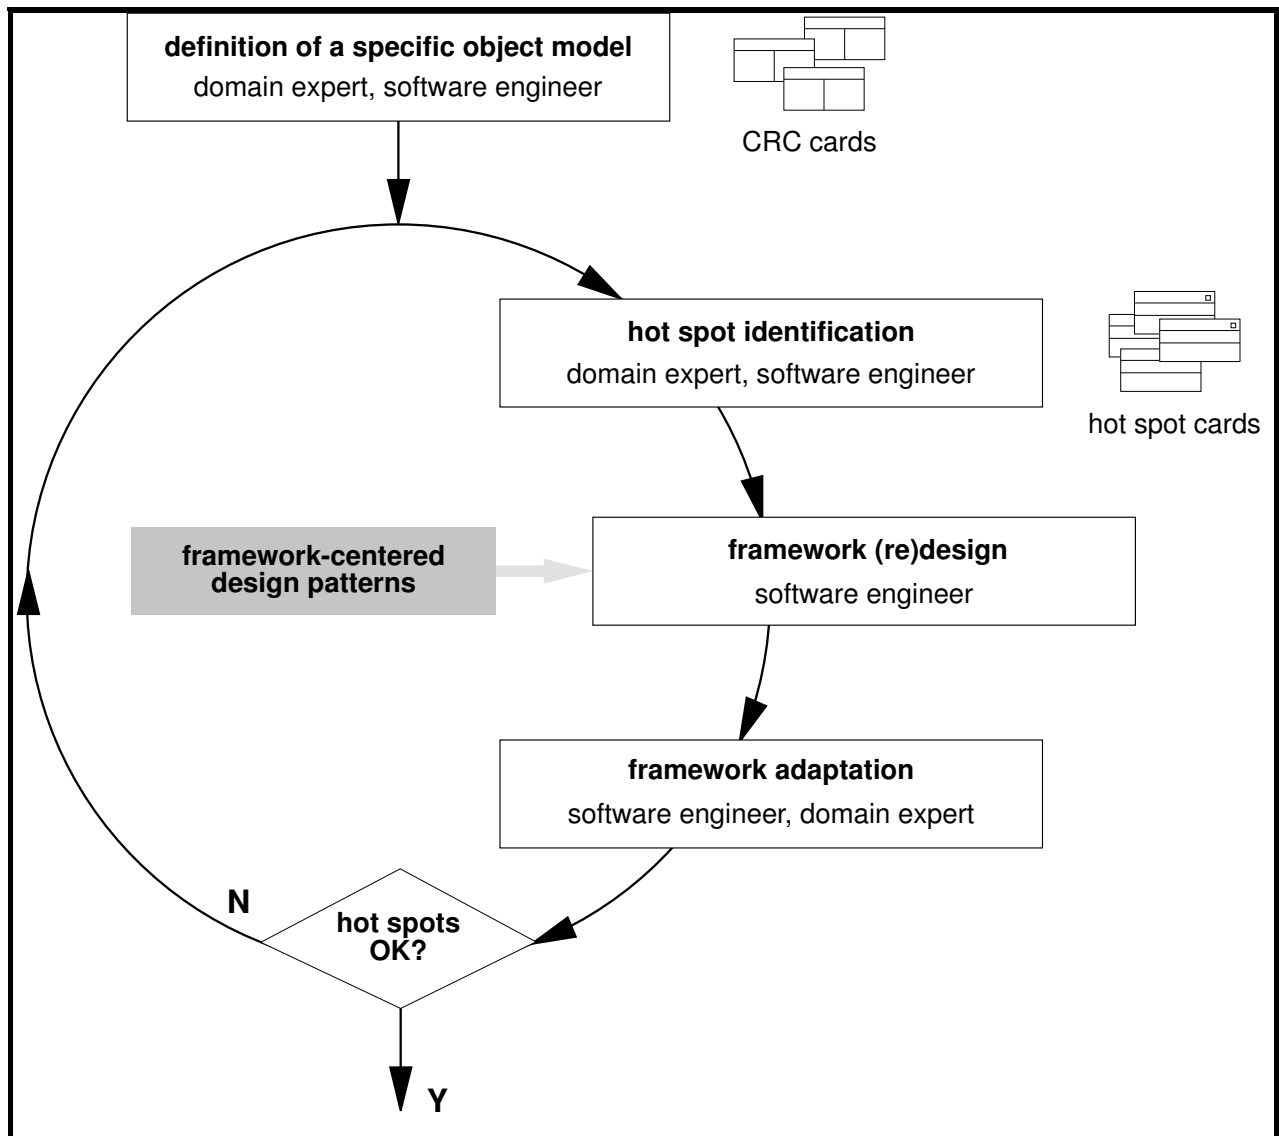 definition of a specific object model
domain expert, software engineer
CRC cards
hot spot identification
domain expert, software engineer
hot spot cards
framework-centered
design patterns
framework (re)design
software engineer
framework adaptation
software engineer, domain expert
N
hot spots
OK?
Y